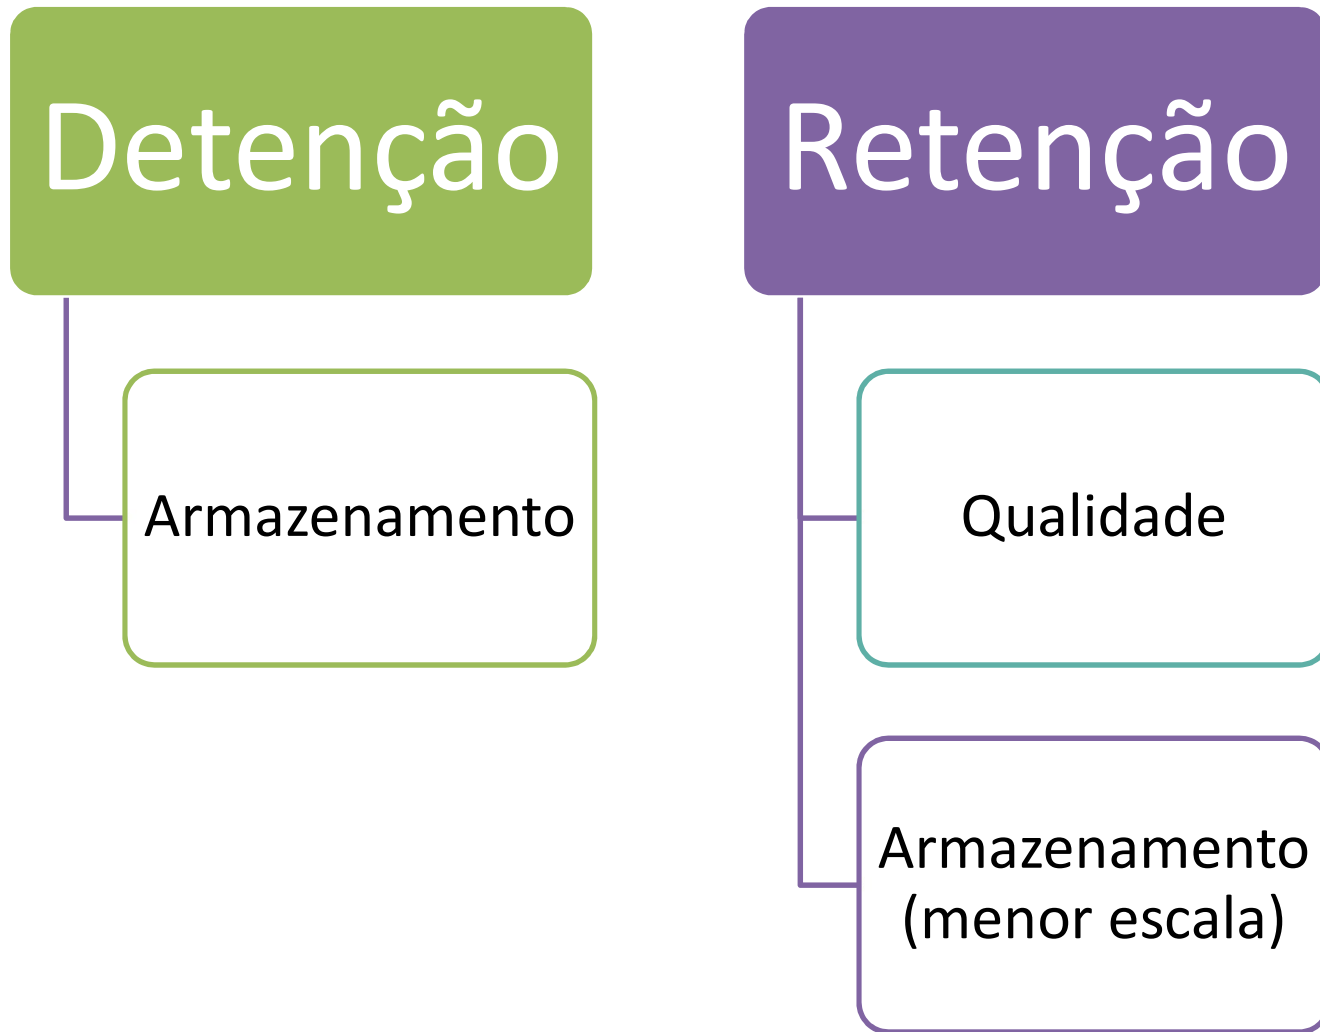 Detenção
Armazenamento
Retenção
Qualidade
Armazenamento
(menor escala)